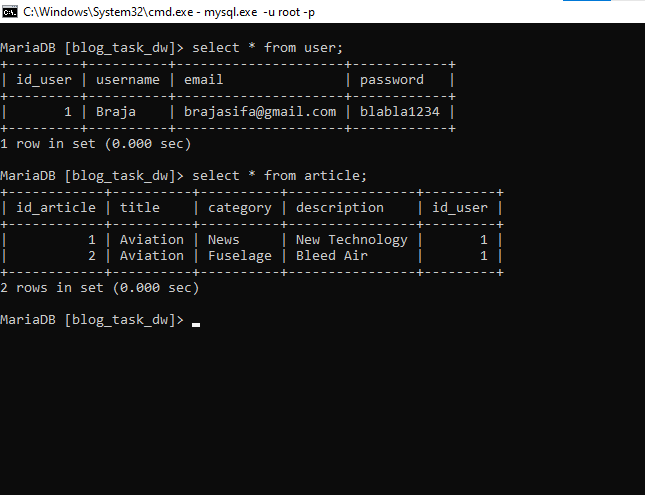 C:\Windows\System32\cmd.exe - mysql.exe -u root -p
MariaDB [blog_task_dw]> select * from user;
+---------+----------+---------------------+------------+
| id_user | username | email               | password   |
+---------+----------+---------------------+------------+
|       1 | Braja    | brajasifa@gmail.com | blabla1234 |
+---------+----------+---------------------+------------+
1 row in set (0.000 sec)
MariaDB [blog_task_dw]> select * from article;
+------------+----------+----------+----------------+---------+
| id_article | title    | category | description    | id_user |
+------------+----------+----------+----------------+---------+
|          1 | Aviation | News     | New Technology |       1 |
|          2 | Aviation | Fuselage | Bleed Air      |       1 |
+------------+----------+----------+----------------+---------+
2 rows in set (0.000 sec)
MariaDB [blog_task_dw]> _